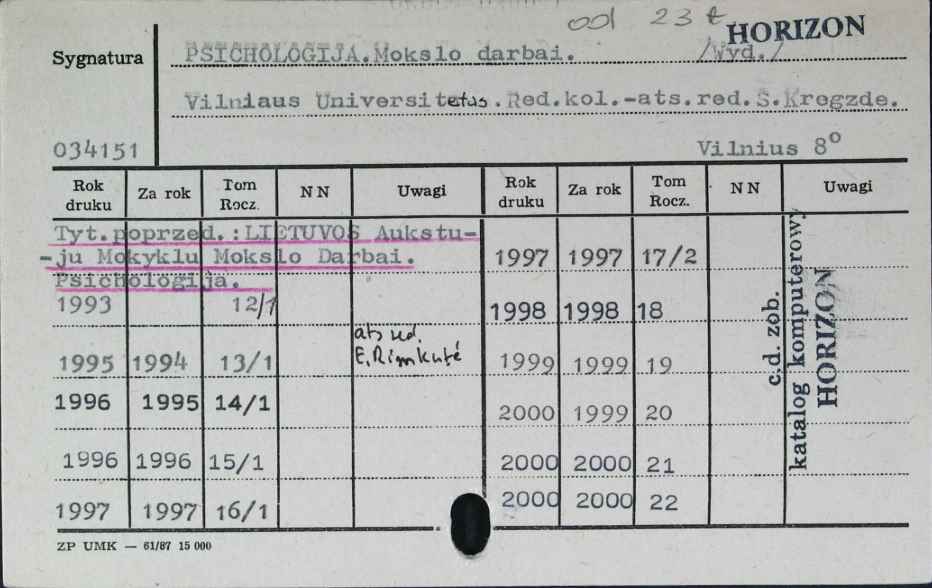 od 23 t HORIZON
Sygnatura
PSICHOLOGIJA.Mokslo darbai. /Wyd./
Vilniaus Universitetas.Red.kol.-ats.red.S.Kregzde.
034151 Vilnius 8°
Rok druku Za rok Tom Rocz. NN Uwagi Rok druku Za rok Tom Rocz. NN Uwagi
Tyt.poprzed.:LIETUVOS Aukstu-
-ju Mokyklu Mokslo Darbai.
Psichologija.
1993 12/1
ats red.
E.Rimkutė
1995 1994 13/1
1996 1995 14/1
1996 1996 15/1
1997 1997 16/1
1997 1997 17/2
1998 1998 18
1999 1999 19
2000 1999 20
2000 2000 21
2000 2000 22
c.d. zob.
katalog komputerowy
HORIZON
ZP UMK — 61/87 15 000